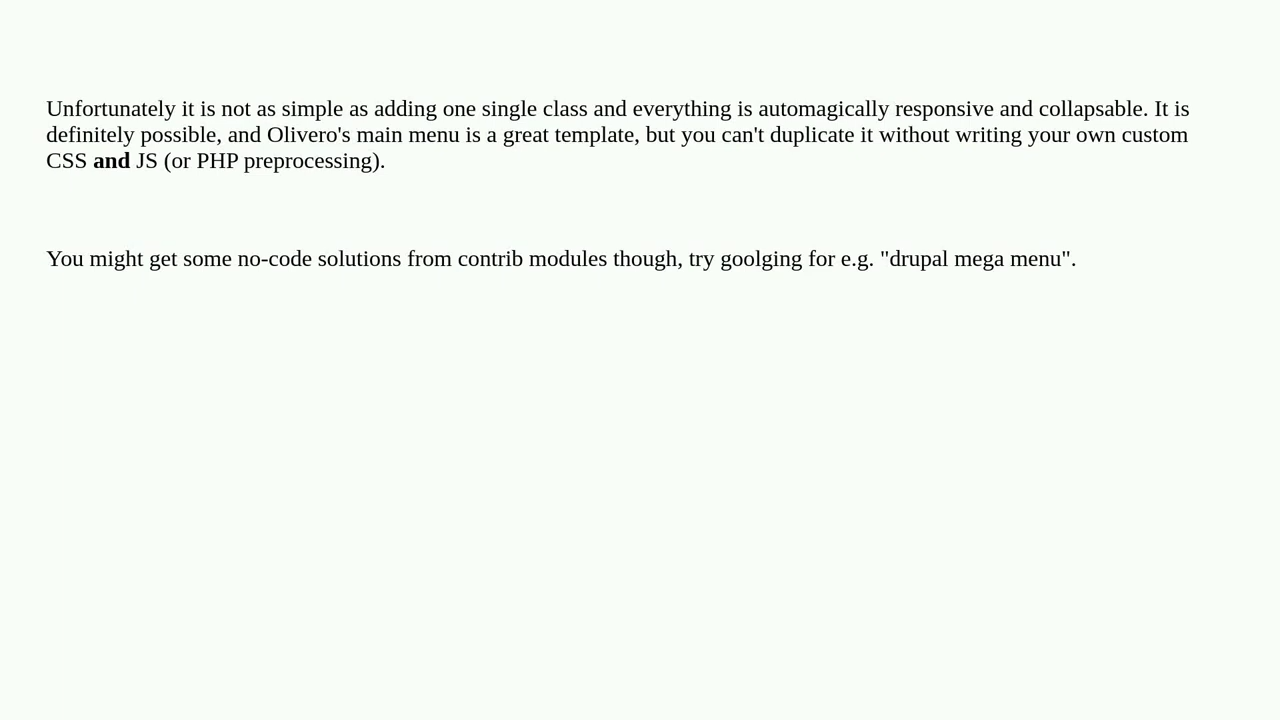 Unfortunately it is not as simple as adding one single class and everything is automagically responsive and collapsable. It is
definitely possible, and Olivero's main menu is a great template, but you can't duplicate it without writing your own custom
CSS and JS (or PHP preprocessing).
You might get some no-code solutions from contrib modules though, try goolging for e.g. "drupal mega menu".